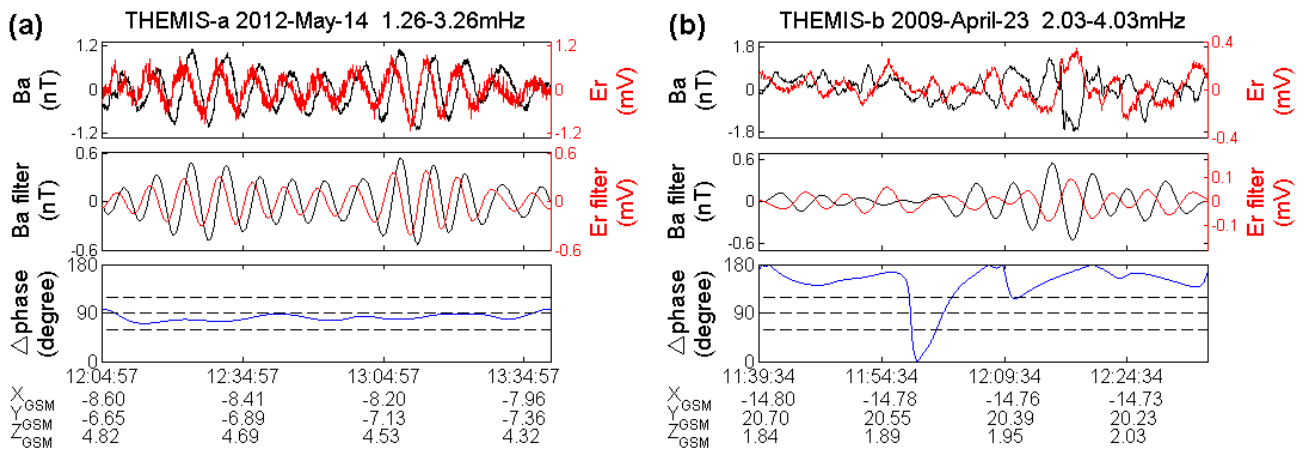 (a) THEMIS-a 2012-May-14 1.26-3.26mHz
1.2
0
-1.2
Ba
(nT)
1.2
0
-1.2
Er
(mV)
0.6
0
-0.6
Ba filter
(nT)
0.6
0
-0.6
Er filter
(mV)
180
90
0
△phase
(degree)
12:04:57 12:34:57 13:04:57 13:34:57
XGSM -8.60 -8.41 -8.20 -7.96
YGSM -6.65 -6.89 -7.13 -7.36
ZGSM 4.82 4.69 4.53 4.32
(b) THEMIS-b 2009-April-23 2.03-4.03mHz
1.8
0
-1.8
Ba
(nT)
0.4
0
-0.4
Er
(mV)
0.6
0
-0.6
Ba filter
(nT)
0.1
0
-0.1
Er filter
(mV)
180
90
0
△phase
(degree)
11:39:34 11:54:34 12:09:34 12:24:34
XGSM -14.80 -14.78 -14.76 -14.73
YGSM 20.70 20.55 20.39 20.23
ZGSM 1.84 1.89 1.95 2.03